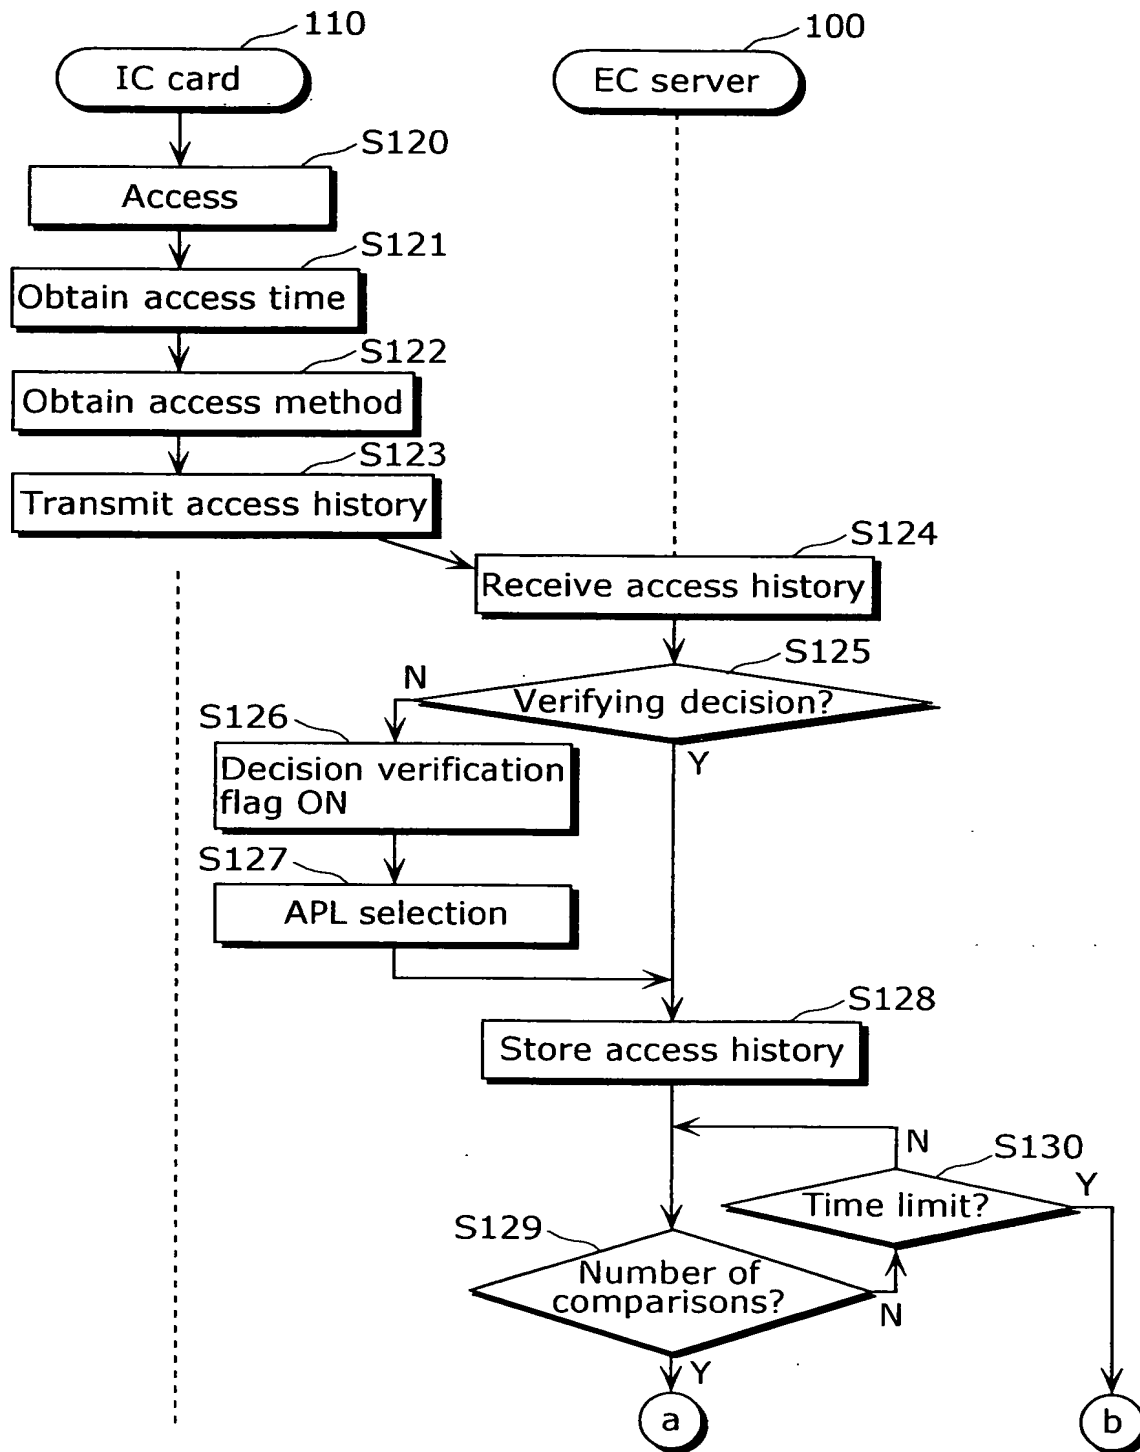 110
IC card
100
EC server
S120
Access
S121
Obtain access time
S122
Obtain access method
S123
Transmit access history
S124
Receive access history
S125
Verifying decision?
N
Y
S126
Decision verification
flag ON
S127
APL selection
S128
Store access history
N
S130
Time limit?
Y
S129
Number of
comparisons?
N
Y
a
b